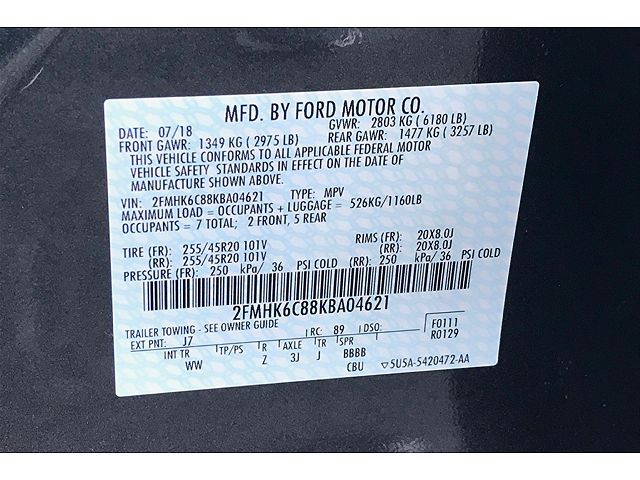 MFD. BY FORD MOTOR CO.
DATE: 07/18 GVWR: 2803 KG ( 6180 LB)
FRONT GAWR: 1349 KG ( 2975 LB) REAR GAWR: 1477 KG ( 3257 LB)
THIS VEHICLE CONFORMS TO ALL APPLICABLE FEDERAL MOTOR
VEHICLE SAFETY STANDARDS IN EFFECT ON THE DATE OF
MANUFACTURE SHOWN ABOVE.
VIN: 2FMHK6C88KBA04621 TYPE: MPV
MAXIMUM LOAD = OCCUPANTS + LUGGAGE = 526KG/1160LB
OCCUPANTS = 7 TOTAL; 2 FRONT, 5 REAR
TIRE (FR): 255/45R20 101V RIMS (FR): 20X8.0J
(RR): 255/45R20 101V (RR): 20X8.0J
PRESSURE (FR): 250 kPa/ 36 PSI COLD (RR): 250 kPa/ 36 PSI COLD
2FMHK6C88KBA04621
TRAILER TOWING - SEE OWNER GUIDE
EXT PNT: J7 RC: 89 DSO: F0111
INT TR TP/PS R AXLE TR SPR R0129
WW Z 3J J BBBB
CBU 5U5A-5420472-AA